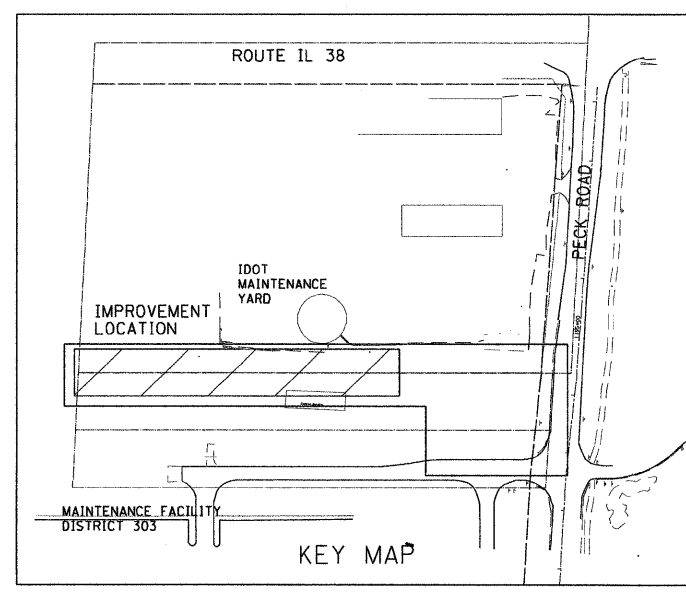 ROUTE IL 38
PECK ROAD
IDOT
MAINTENANCE
YARD
IMPROVEMENT
LOCATION
MAINTENANCE FACILITY
DISTRICT 303
KEY MAP